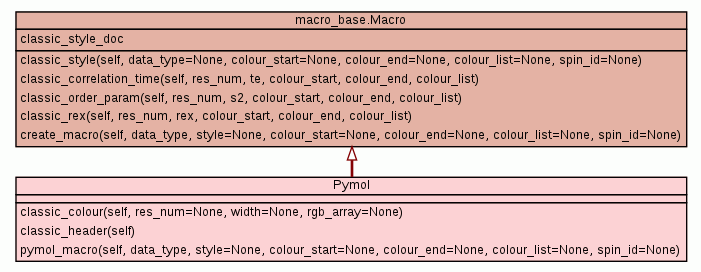 macro_base.Macro
classic_style_doc
classic_style(self, data_type=None, colour_start=None, colour_end=None, colour_list=None, spin_id=None)
classic_correlation_time(self, res_num, te, colour_start, colour_end, colour_list)
classic_order_param(self, res_num, s2, colour_start, colour_end, colour_list)
classic_rex(self, res_num, rex, colour_start, colour_end, colour_list)
create_macro(self, data_type, style=None, colour_start=None, colour_end=None, colour_list=None, spin_id=None)
Pymol
classic_colour(self, res_num=None, width=None, rgb_array=None)
classic_header(self)
pymol_macro(self, data_type, style=None, colour_start=None, colour_end=None, colour_list=None, spin_id=None)